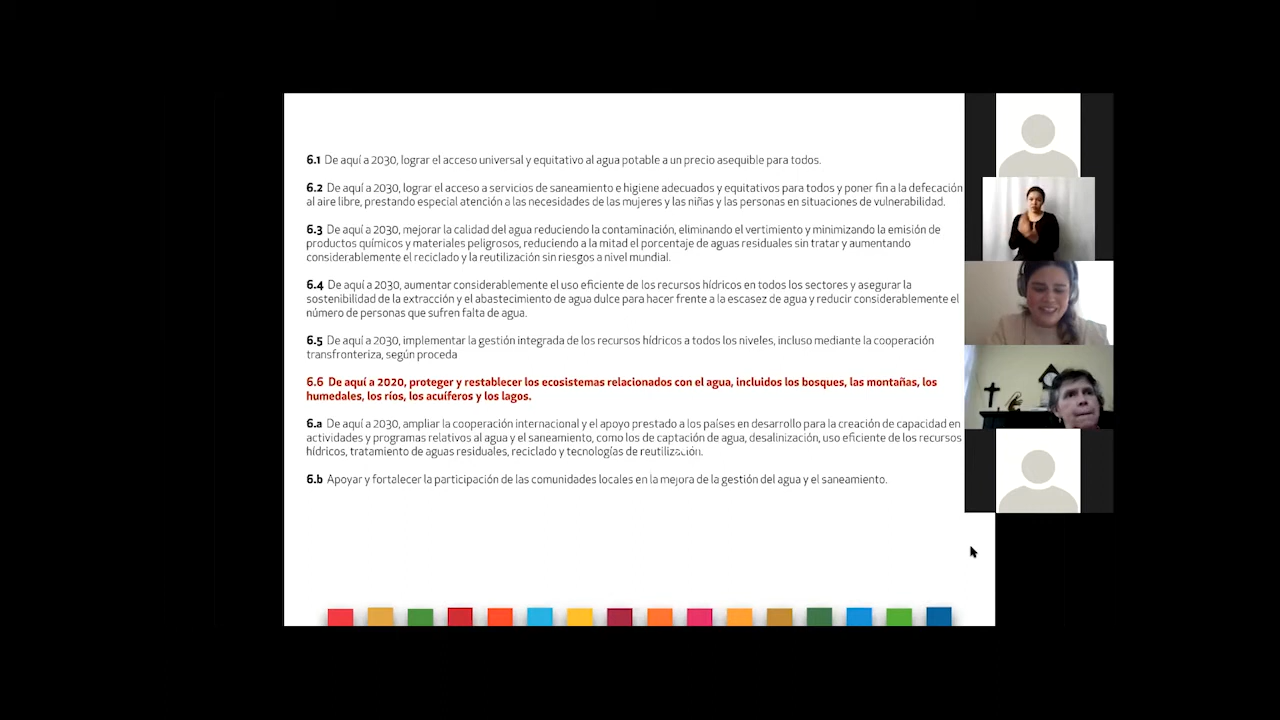 6.1 De aquí a 2030, lograr el acceso universal y equitativo al agua potable a un precio asequible para todos.
6.2 De aquí a 2030, lograr el acceso a servicios de saneamiento e higiene adecuados y equitativos para todos y poner fin a la defecación
al aire libre, prestando especial atención a las necesidades de las mujeres y las niñas y las personas en situaciones de vulnerabilidad.
6.3 De aquí a 2030, mejorar la calidad del agua reduciendo la contaminación, eliminando el vertimiento y minimizando la emisión de
productos químicos y materiales peligrosos, reduciendo a la mitad el porcentaje de aguas residuales sin tratar y aumentando
considerablemente el reciclado y la reutilización sin riesgos a nivel mundial.
6.4 De aquí a 2030, aumentar considerablemente el uso eficiente de los recursos hídricos en todos los sectores y asegurar la
sostenibilidad de la extracción y el abastecimiento de agua dulce para hacer frente a la escasez de agua y reducir considerablemente el
número de personas que sufren falta de agua.
6.5 De aquí a 2030, implementar la gestión integrada de los recursos hídricos a todos los niveles, incluso mediante la cooperación
transfronteriza, según proceda
6.6 De aquí a 2020, proteger y restablecer los ecosistemas relacionados con el agua, incluidos los bosques, las montañas, los
humedales, los ríos, los acuíferos y los lagos.
6.a De aquí a 2030, ampliar la cooperación internacional y el apoyo prestado a los países en desarrollo para la creación de capacidad en
actividades y programas relativos al agua y el saneamiento, como los de captación de agua, desalinización, uso eficiente de los recursos
hídricos, tratamiento de aguas residuales, reciclado y tecnologías de reutilización.
6.b Apoyar y fortalecer la participación de las comunidades locales en la mejora de la gestión del agua y el saneamiento.